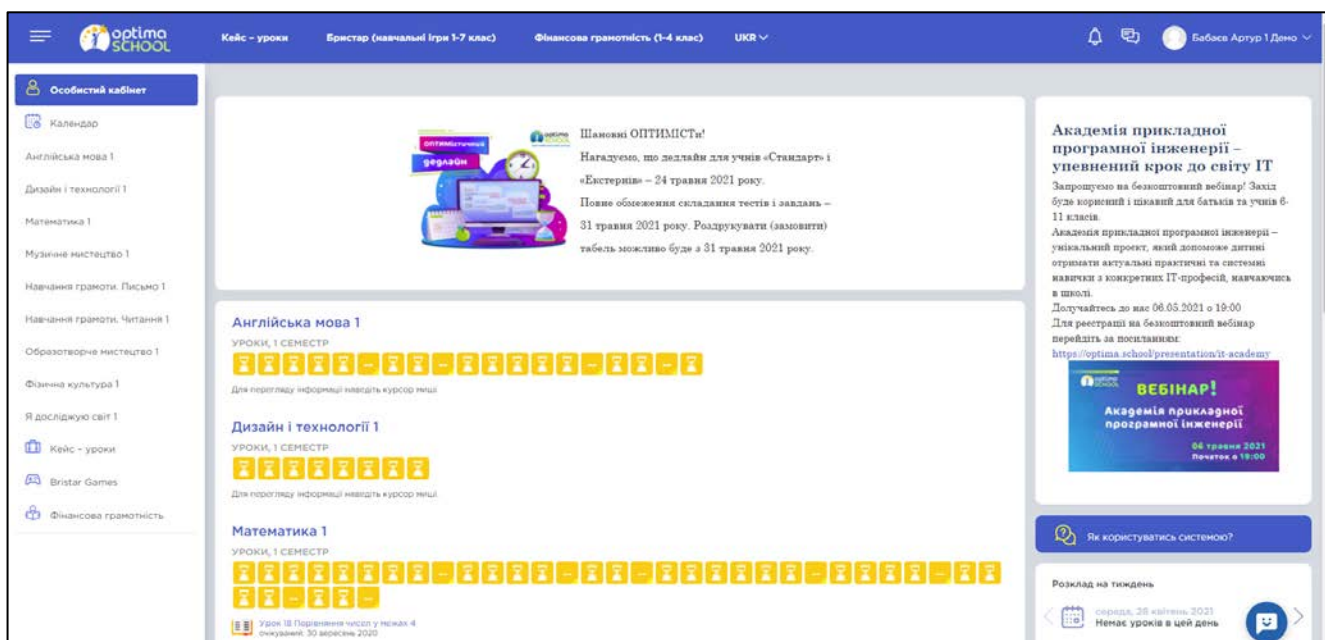 optima SCHOOL
Кейс – уроки
Бристар (навчальні ігри 1-7 клас)
Фінансова грамотність (1-4 клас)
UKR
Бабаєв Артур 1 Демо
Особистий кабінет
Календар
Англійська мова 1
Дизайн і технології 1
Математика 1
Музичне мистецтво 1
Навчання грамоти. Письмо 1
Навчання грамоти. Читання 1
Образотворче мистецтво 1
Фізична культура 1
Я досліджую світ 1
Кейс – уроки
Bristar Games
Фінансова грамотність
ОПТИМістичний
дедлайн
optima SCHOOL
Шановні ОПТИМІСТи!
Нагадуємо, що дедлайн для учнів «Стандарт» і
«Екстернів» – 24 травня 2021 року.
Повне обмеження складання тестів і завдань –
31 травня 2021 року. Роздрукувати (замовити)
табель можливо буде з 31 травня 2021 року.
Англійська мова 1
УРОКИ, 1 СЕМЕСТР
Для перегляду інформації наведіть курсор миші
Дизайн і технології 1
УРОКИ, 1 СЕМЕСТР
Для перегляду інформації наведіть курсор миші
Математика 1
УРОКИ, 1 СЕМЕСТР
Урок 18 Порівняння чисел у межах 4
очікуваний: 30 вересень 2020
Академія прикладної
програмної інженерії –
упевнений крок до світу ІТ
Запрошуємо на безкоштовний вебінар! Захід
буде корисний і цікавий для батьків та учнів 6-
11 класів.
Академія прикладної програмної інженерії –
унікальний проєкт, який допоможе дитині
отримати актуальні практичні та системні
навички з конкретних ІТ-професій, навчаючись
в школі.
Долучайтесь до нас 06.05.2021 о 19:00
Для реєстрації на безкоштовний вебінар
перейдіть за посиланням:
https://optima.school/presentation/it-academy
optima SCHOOL
ВЕБІНАР!
Академія прикладної
програмної інженерії
06 травня 2021
Початок о 19:00
Як користуватись системою?
Розклад на тиждень
середа, 28 квітень 2021
Немає уроків в цей день